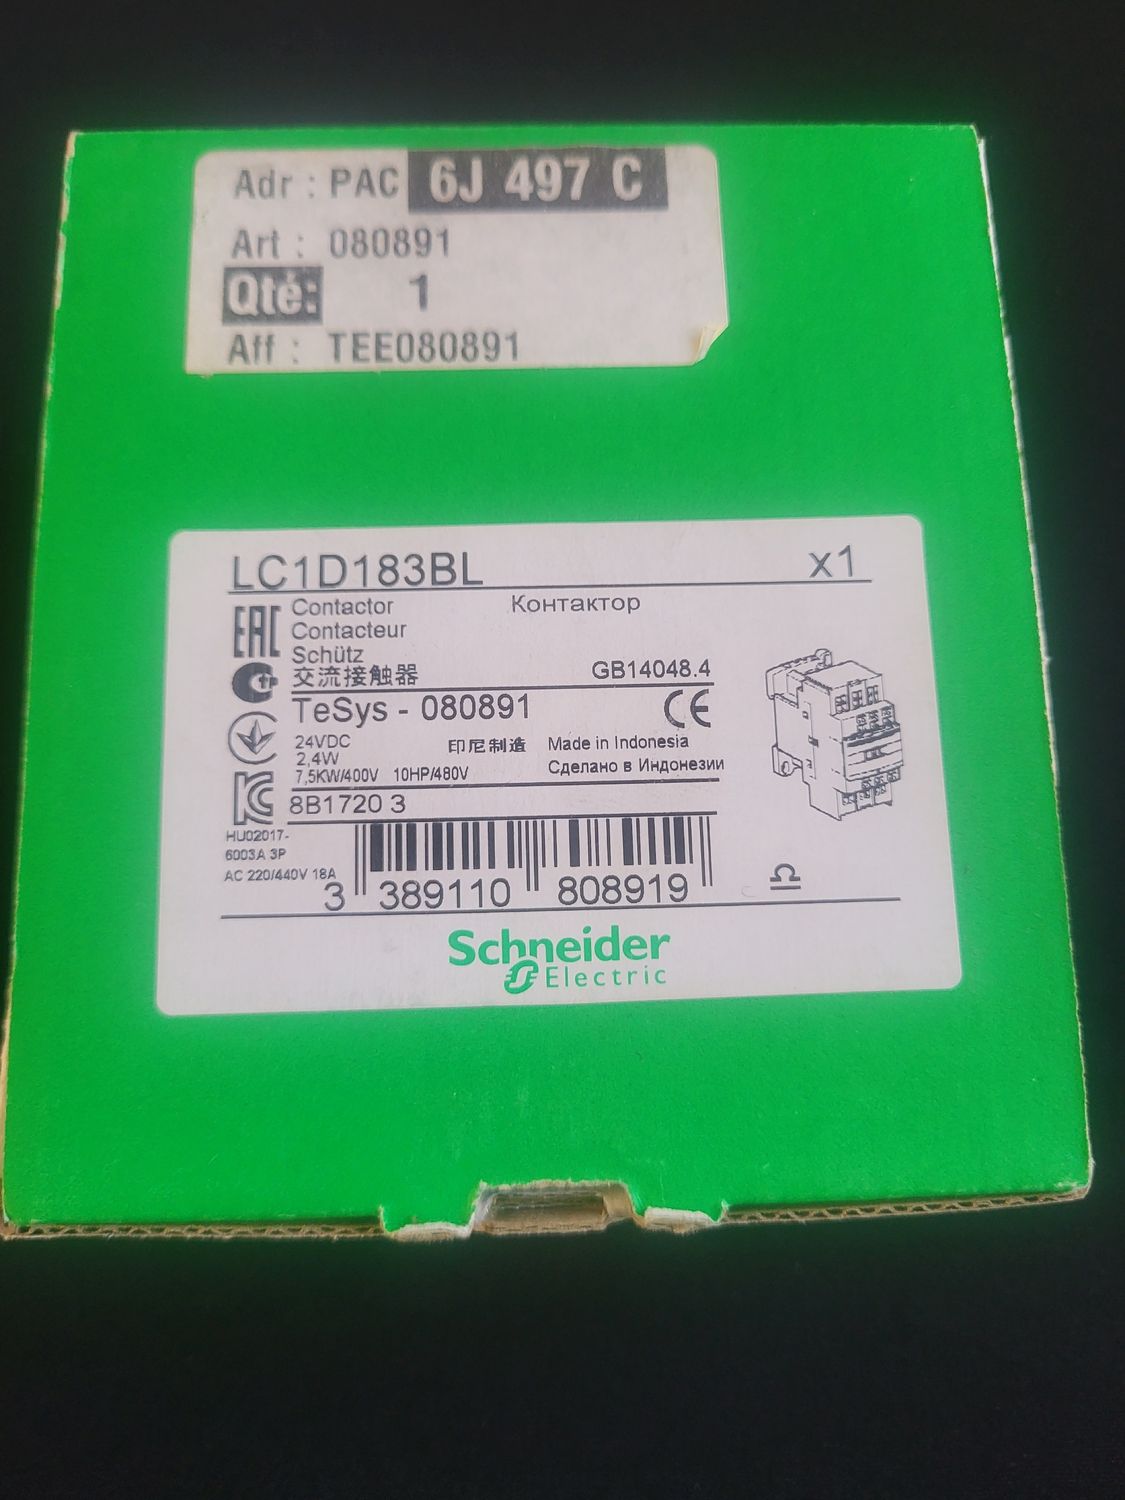 Adr : PAC 6J 497 C
Art : 080891
Qté: 1
Aff : TEE080891
LC1D183BL x1
EAC
Contactor Контактор
Contacteur
Schütz
交流接触器 GB14048.4
TeSys - 080891 CE
24VDC 印尼制造 Made in Indonesia
2,4W Сделано в Индонезии
7,5KW/400V 10HP/480V
8B1720 3
HU02017-
6003A 3P
AC 220/440V 18A
3 389110 808919
Schneider
Electric